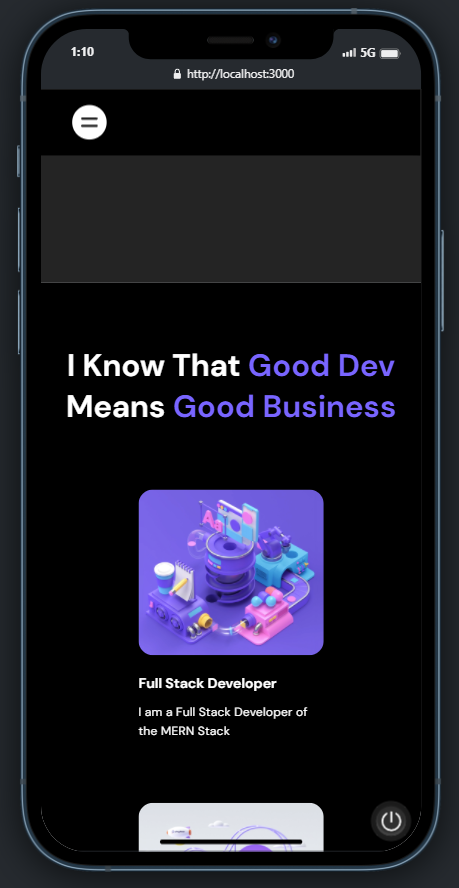 1:10
5G
http://localhost:3000
I Know That Good Dev
Means Good Business
Aa
Full Stack Developer
I am a Full Stack Developer of
the MERN Stack